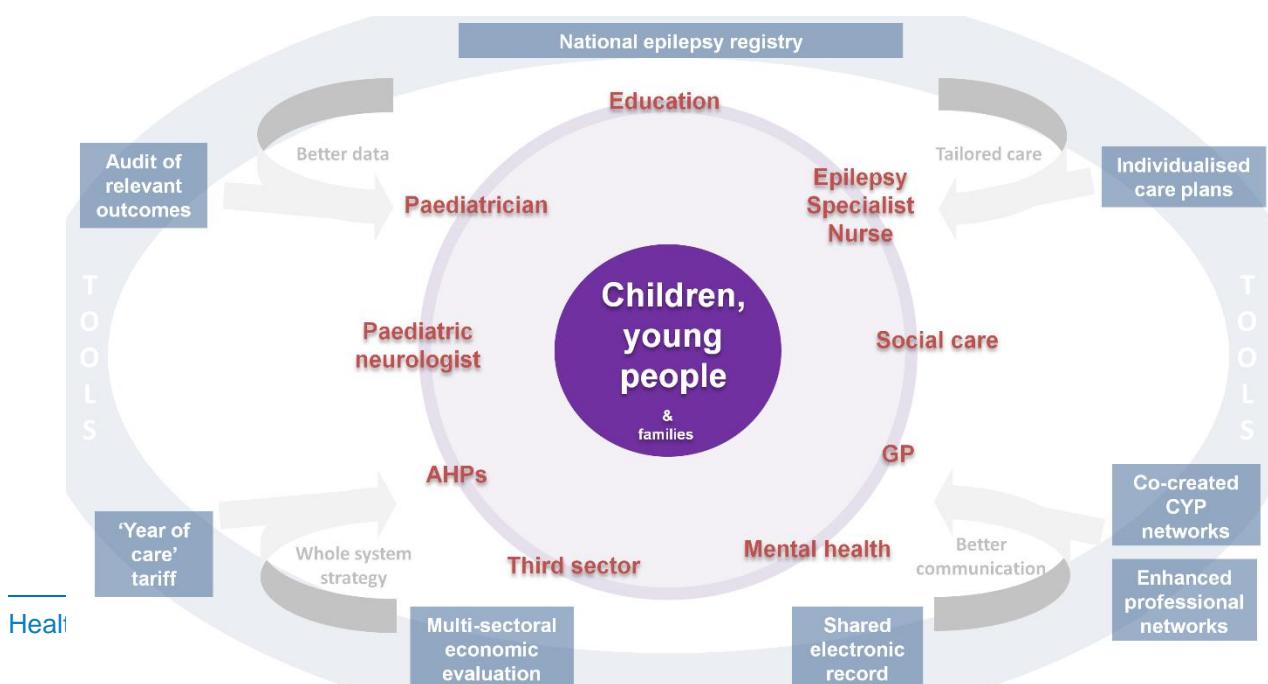 National epilepsy registry
Education
Better data
Tailored care
Audit of
relevant
outcomes
Individualised
care plans
Paediatrician
Epilepsy
Specialist
Nurse
TOOLS
TOOLS
Children,
young
people
&
families
Paediatric
neurologist
Social care
AHPs
GP
Co-created
CYP
networks
'Year of
care'
tariff
Whole system
strategy
Third sector
Mental health
Better
communication
Enhanced
professional
networks
Multi-sectoral
economic
evaluation
Shared
electronic
record